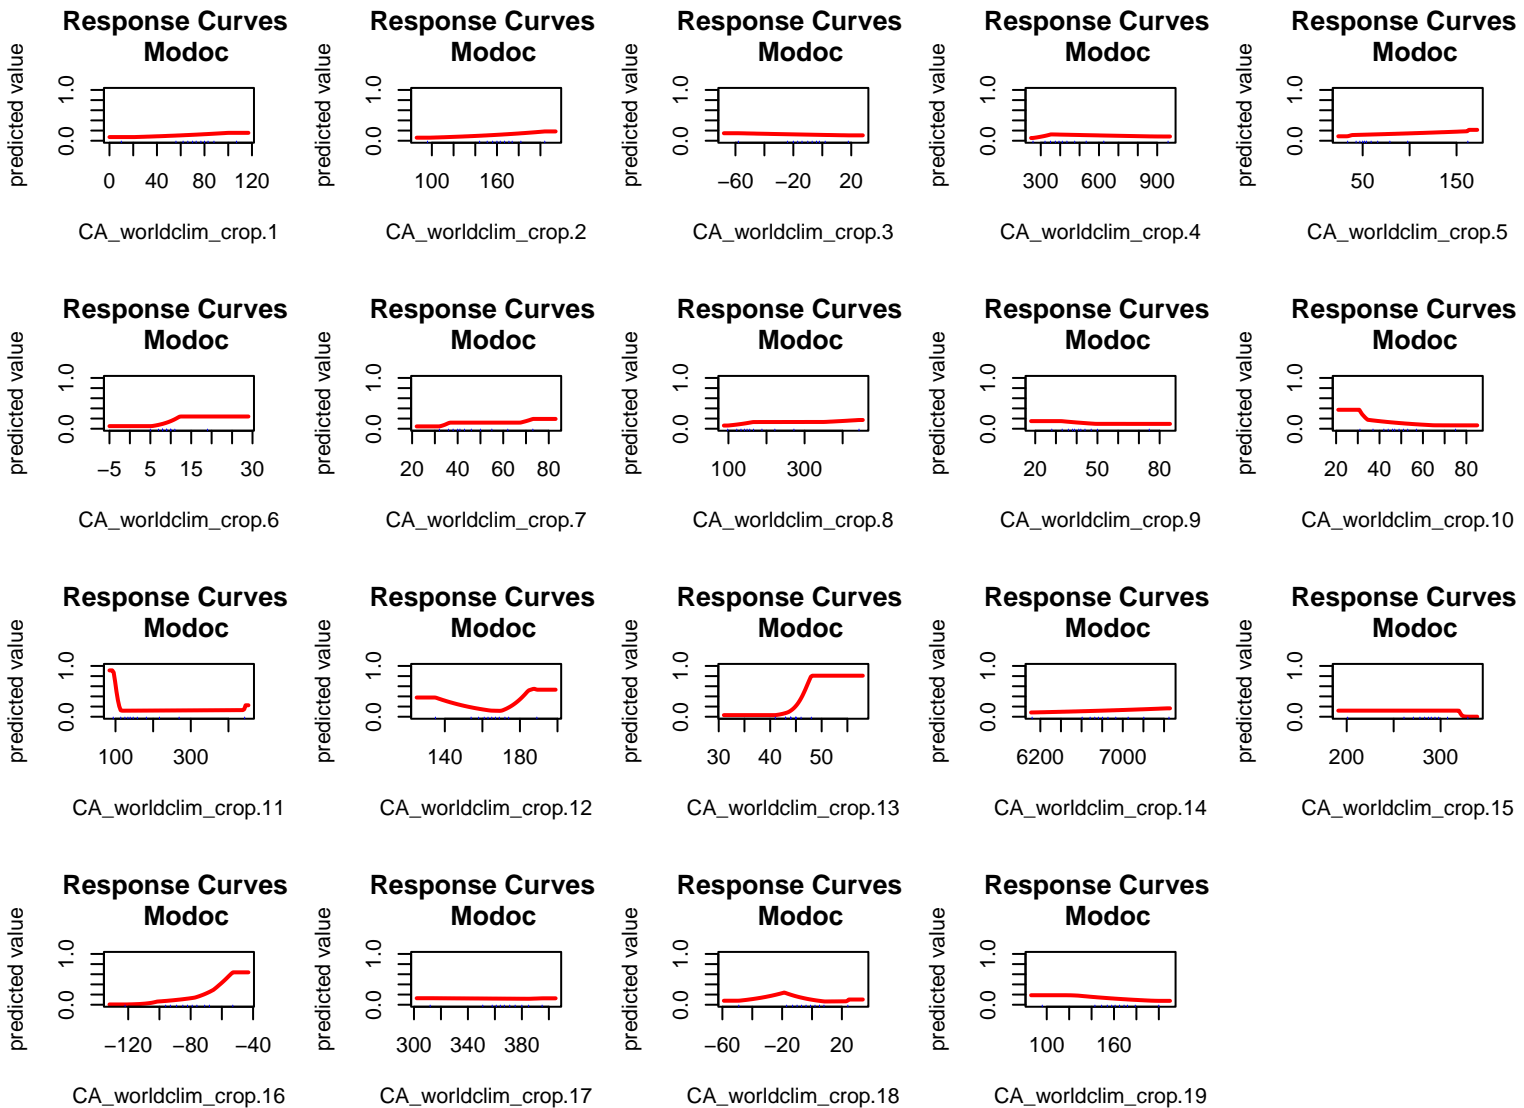 Response Curves
Modoc
predicted value
0.0 1.0
0 40 80 120
CA_worldclim_crop.1
Response Curves
Modoc
predicted value
0.0 1.0
100 160
CA_worldclim_crop.2
Response Curves
Modoc
predicted value
0.0 1.0
−60 −20 20
CA_worldclim_crop.3
Response Curves
Modoc
predicted value
0.0 1.0
300 600 900
CA_worldclim_crop.4
Response Curves
Modoc
predicted value
0.0 1.0
50 150
CA_worldclim_crop.5
Response Curves
Modoc
predicted value
0.0 1.0
−5 5 15 30
CA_worldclim_crop.6
Response Curves
Modoc
predicted value
0.0 1.0
20 40 60 80
CA_worldclim_crop.7
Response Curves
Modoc
predicted value
0.0 1.0
100 300
CA_worldclim_crop.8
Response Curves
Modoc
predicted value
0.0 1.0
20 50 80
CA_worldclim_crop.9
Response Curves
Modoc
predicted value
0.0 1.0
20 40 60 80
CA_worldclim_crop.10
Response Curves
Modoc
predicted value
0.0 1.0
100 300
CA_worldclim_crop.11
Response Curves
Modoc
predicted value
0.0 1.0
140 180
CA_worldclim_crop.12
Response Curves
Modoc
predicted value
0.0 1.0
30 40 50
CA_worldclim_crop.13
Response Curves
Modoc
predicted value
0.0 1.0
6200 7000
CA_worldclim_crop.14
Response Curves
Modoc
predicted value
0.0 1.0
200 300
CA_worldclim_crop.15
Response Curves
Modoc
predicted value
0.0 1.0
−120 −80 −40
CA_worldclim_crop.16
Response Curves
Modoc
predicted value
0.0 1.0
300 340 380
CA_worldclim_crop.17
Response Curves
Modoc
predicted value
0.0 1.0
−60 −20 20
CA_worldclim_crop.18
Response Curves
Modoc
predicted value
0.0 1.0
100 160
CA_worldclim_crop.19